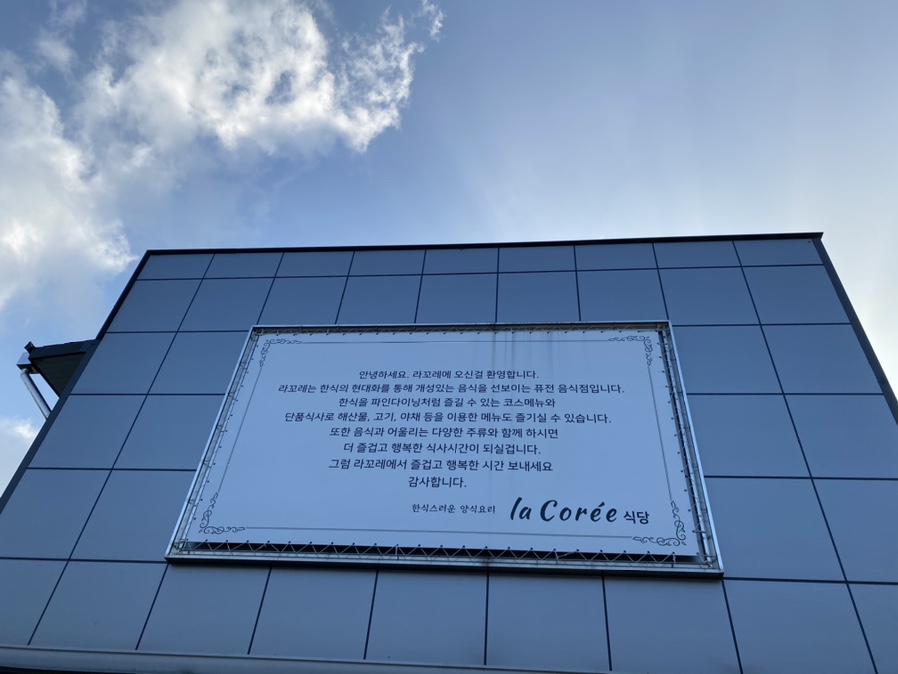 안녕하세요. 라꼬레에 오신걸 환영합니다.
라꼬레는 한식의 현대화를 통해 개성있는 음식을 선보이는 퓨전 음식점입니다.
한식을 파인다이닝처럼 즐길 수 있는 코스메뉴와
단품식사로 해산물, 고기, 야채 등을 이용한 메뉴도 즐기실 수 있습니다.
또한 음식과 어울리는 다양한 주류와 함께 하시면
더 즐겁고 행복한 식사시간이 되실겁니다.
그럼 라꼬레에서 즐겁고 행복한 시간 보내세요
감사합니다.
한식스러운 양식요리 la Corée 식당